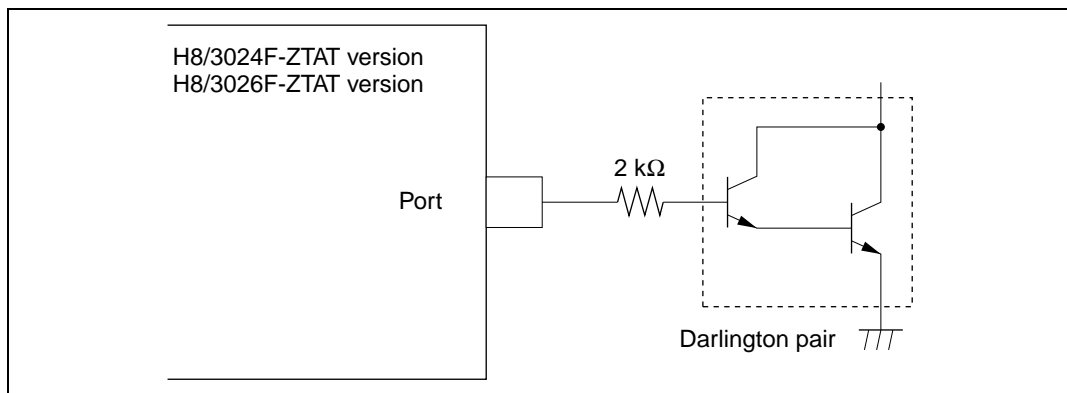 H8/3024F-ZTAT version
H8/3026F-ZTAT version
Port
2 kΩ
Darlington pair